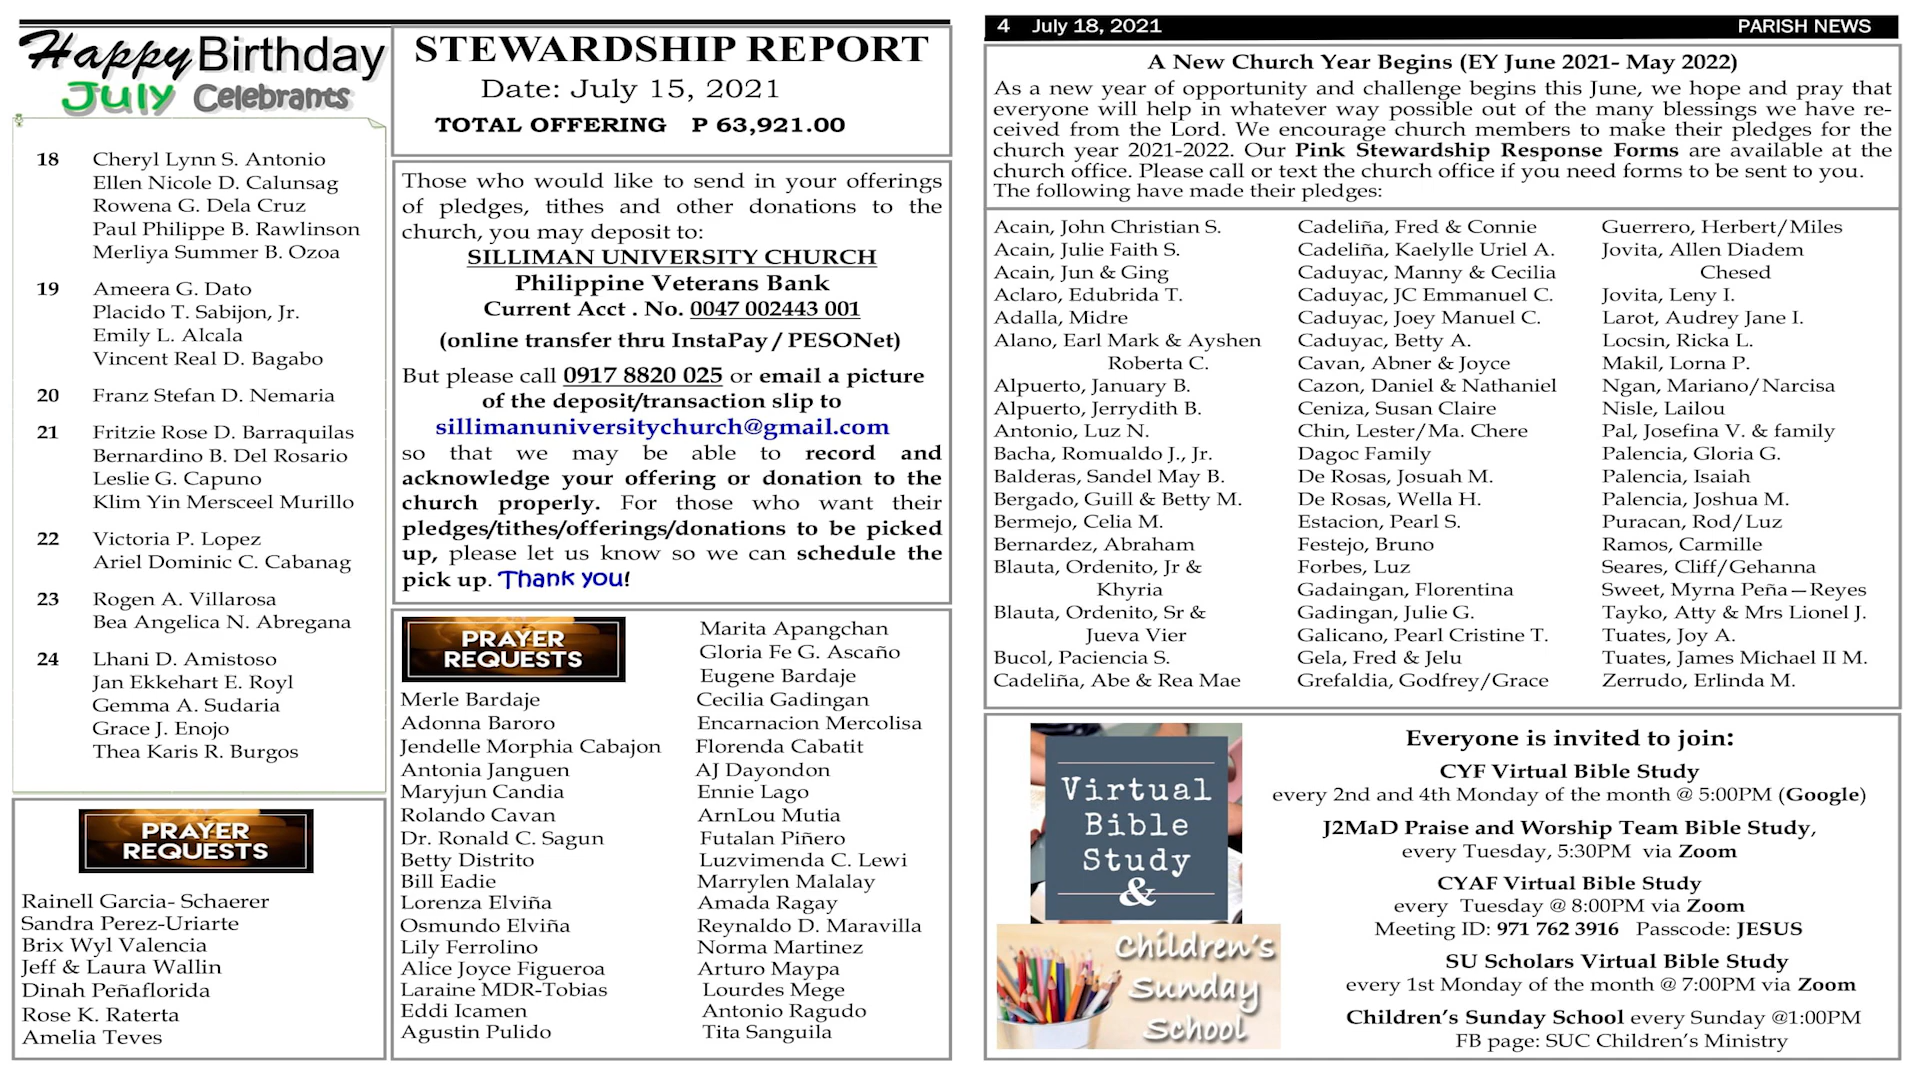 Happy Birthday
July Celebrants
18 Cheryl Lynn S. Antonio
Ellen Nicole D. Calunsag
Rowena G. Dela Cruz
Paul Philippe B. Rawlinson
Merliya Summer B. Ozoa
19 Ameera G. Dato
Placido T. Sabijon, Jr.
Emily L. Alcala
Vincent Real D. Bagabo
20 Franz Stefan D. Nemaria
21 Fritzie Rose D. Barraquilas
Bernardino B. Del Rosario
Leslie G. Capuno
Klim Yin Mersceel Murillo
22 Victoria P. Lopez
Ariel Dominic C. Cabanag
23 Rogen A. Villarosa
Bea Angelica N. Abregana
24 Lhani D. Amistoso
Jan Ekkehart E. Royl
Gemma A. Sudaria
Grace J. Enojo
Thea Karis R. Burgos
PRAYER
REQUESTS
Rainell Garcia- Schaerer
Sandra Perez-Uriarte
Brix Wyl Valencia
Jeff & Laura Wallin
Dinah Peñaflorida
Rose K. Raterta
Amelia Teves
STEWARDSHIP REPORT
Date: July 15, 2021
TOTAL OFFERING P 63,921.00
Those who would like to send in your offerings
of pledges, tithes and other donations to the
church, you may deposit to:
SILLIMAN UNIVERSITY CHURCH
Philippine Veterans Bank
Current Acct . No. 0047 002443 001
(online transfer thru InstaPay / PESONet)
But please call 0917 8820 025 or email a picture
of the deposit/transaction slip to
sillimanuniversitychurch@gmail.com
so that we may be able to record and
acknowledge your offering or donation to the
church properly. For those who want their
pledges/tithes/offerings/donations to be picked
up, please let us know so we can schedule the
pick up. Thank you!
PRAYER
REQUESTS
Merle Bardaje
Adonna Baroro
Jendelle Morphia Cabajon
Antonia Janguen
Maryjun Candia
Rolando Cavan
Dr. Ronald C. Sagun
Betty Distrito
Bill Eadie
Lorenza Elviña
Osmundo Elviña
Lily Ferrolino
Alice Joyce Figueroa
Laraine MDR-Tobias
Eddi Icamen
Agustin Pulido
Marita Apangchan
Gloria Fe G. Ascaño
Eugene Bardaje
Cecilia Gadingan
Encarnacion Mercolisa
Florenda Cabatit
AJ Dayondon
Ennie Lago
ArnLou Mutia
Futalan Piñero
Luzvimenda C. Lewi
Marrylen Malalay
Amada Ragay
Reynaldo D. Maravilla
Norma Martinez
Arturo Maypa
Lourdes Mege
Antonio Ragudo
Tita Sanguila
4 July 18, 2021 PARISH NEWS
A New Church Year Begins (EY June 2021- May 2022)
As a new year of opportunity and challenge begins this June, we hope and pray that
everyone will help in whatever way possible out of the many blessings we have re-
ceived from the Lord. We encourage church members to make their pledges for the
church year 2021-2022. Our Pink Stewardship Response Forms are available at the
church office. Please call or text the church office if you need forms to be sent to you.
The following have made their pledges:
Acain, John Christian S.
Acain, Julie Faith S.
Acain, Jun & Ging
Aclaro, Edubrida T.
Adalla, Midre
Alano, Earl Mark & Ayshen
Roberta C.
Alpuerto, January B.
Alpuerto, Jerrydith B.
Antonio, Luz N.
Bacha, Romualdo J., Jr.
Balderas, Sandel May B.
Bergado, Guill & Betty M.
Bermejo, Celia M.
Bernardez, Abraham
Blauta, Ordenito, Jr &
Khyria
Blauta, Ordenito, Sr &
Jueva Vier
Bucol, Paciencia S.
Cadeliña, Abe & Rea Mae
Cadeliña, Fred & Connie
Cadeliña, Kaelylle Uriel A.
Caduyac, Manny & Cecilia
Caduyac, JC Emmanuel C.
Caduyac, Joey Manuel C.
Caduyac, Betty A.
Cavan, Abner & Joyce
Cazon, Daniel & Nathaniel
Ceniza, Susan Claire
Chin, Lester/Ma. Chere
Dagoc Family
De Rosas, Josuah M.
De Rosas, Wella H.
Estacion, Pearl S.
Festejo, Bruno
Forbes, Luz
Gadaingan, Florentina
Gadingan, Julie G.
Galicano, Pearl Cristine T.
Gela, Fred & Jelu
Grefaldia, Godfrey/Grace
Guerrero, Herbert/Miles
Jovita, Allen Diadem
Chesed
Jovita, Leny I.
Larot, Audrey Jane I.
Locsin, Ricka L.
Makil, Lorna P.
Ngan, Mariano/Narcisa
Nisle, Lailou
Pal, Josefina V. & family
Palencia, Gloria G.
Palencia, Isaiah
Palencia, Joshua M.
Puracan, Rod/Luz
Ramos, Carmille
Seares, Cliff/Gehanna
Sweet, Myrna Peña—Reyes
Tayko, Atty & Mrs Lionel J.
Tuates, Joy A.
Tuates, James Michael II M.
Zerrudo, Erlinda M.
Virtual
Bible
Study
&
Children's
Sunday
School
Everyone is invited to join:
CYF Virtual Bible Study
every 2nd and 4th Monday of the month @ 5:00PM (Google)
J2MaD Praise and Worship Team Bible Study,
every Tuesday, 5:30PM via Zoom
CYAF Virtual Bible Study
every Tuesday @ 8:00PM via Zoom
Meeting ID: 971 762 3916 Passcode: JESUS
SU Scholars Virtual Bible Study
every 1st Monday of the month @ 7:00PM via Zoom
Children's Sunday School every Sunday @1:00PM
FB page: SUC Children's Ministry